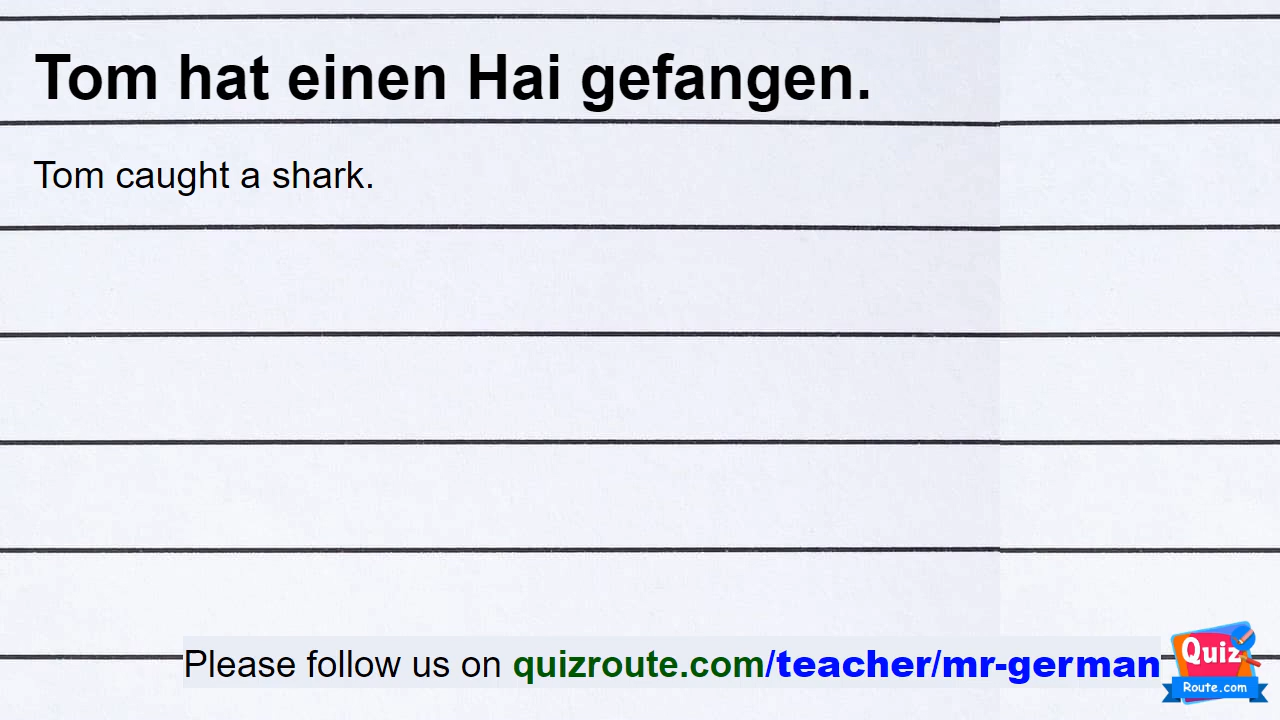 Tom hat einen Hai gefangen.
Tom caught a shark.
Please follow us on quizroute.com/teacher/mr-german
Quiz
Route.com